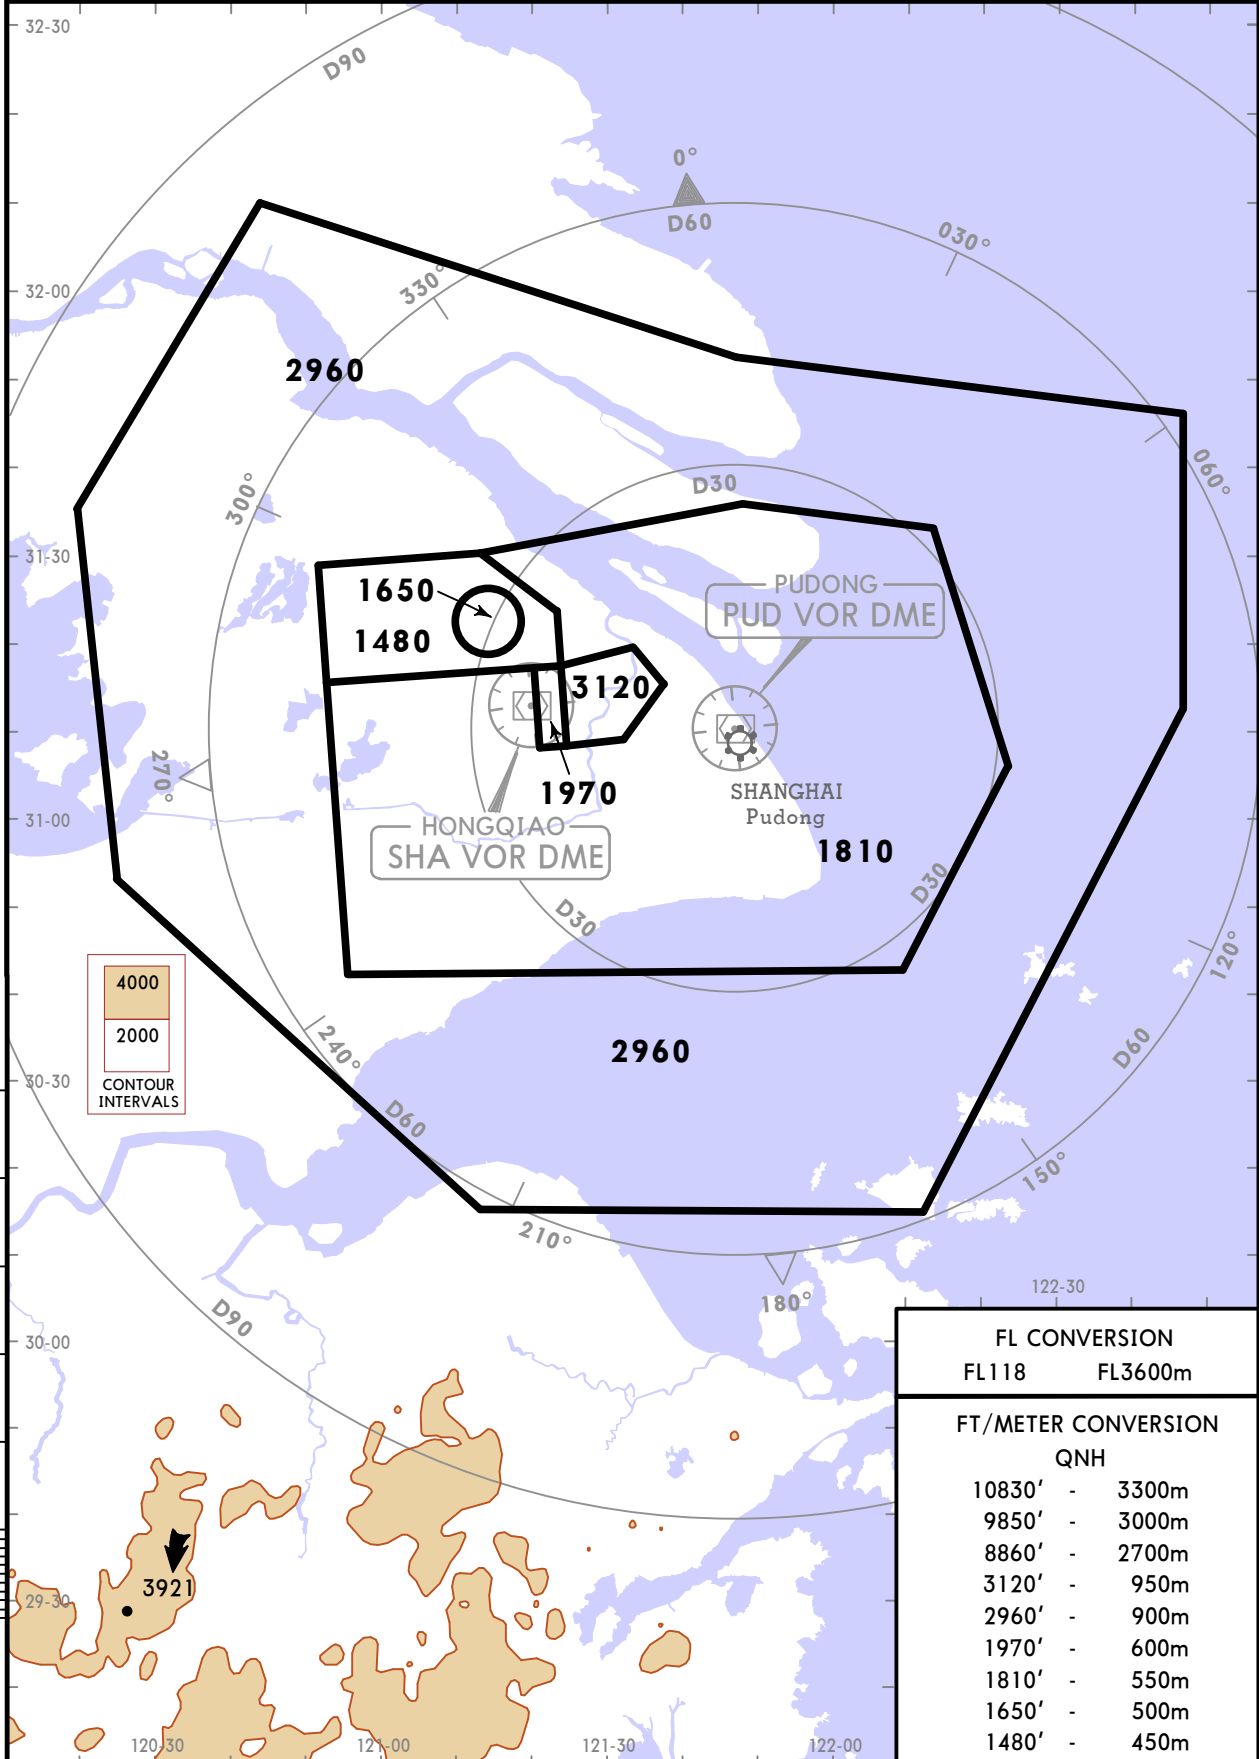 32-30
D90
0°
D60
030°
32-00
330°
2960
060°
D30
300°
31-30
1650
1480
PUDONG
PUD VOR DME
3120
270°
1970
SHANGHAI
Pudong
31-00
HONGQIAO
SHA VOR DME
1810
D30
D30
120°
4000
2000
CONTOUR
INTERVALS
240°
2960
D60
30-30
D60
150°
210°
180°
122-30
D90
30-00
FL CONVERSION
FL118 FL3600m
FT/METER CONVERSION
QNH
10830' - 3300m
9850' - 3000m
8860' - 2700m
3120' - 950m
2960' - 900m
1970' - 600m
1810' - 550m
1650' - 500m
1480' - 450m
3921
29-30
120-30
121-00
121-30
122-00